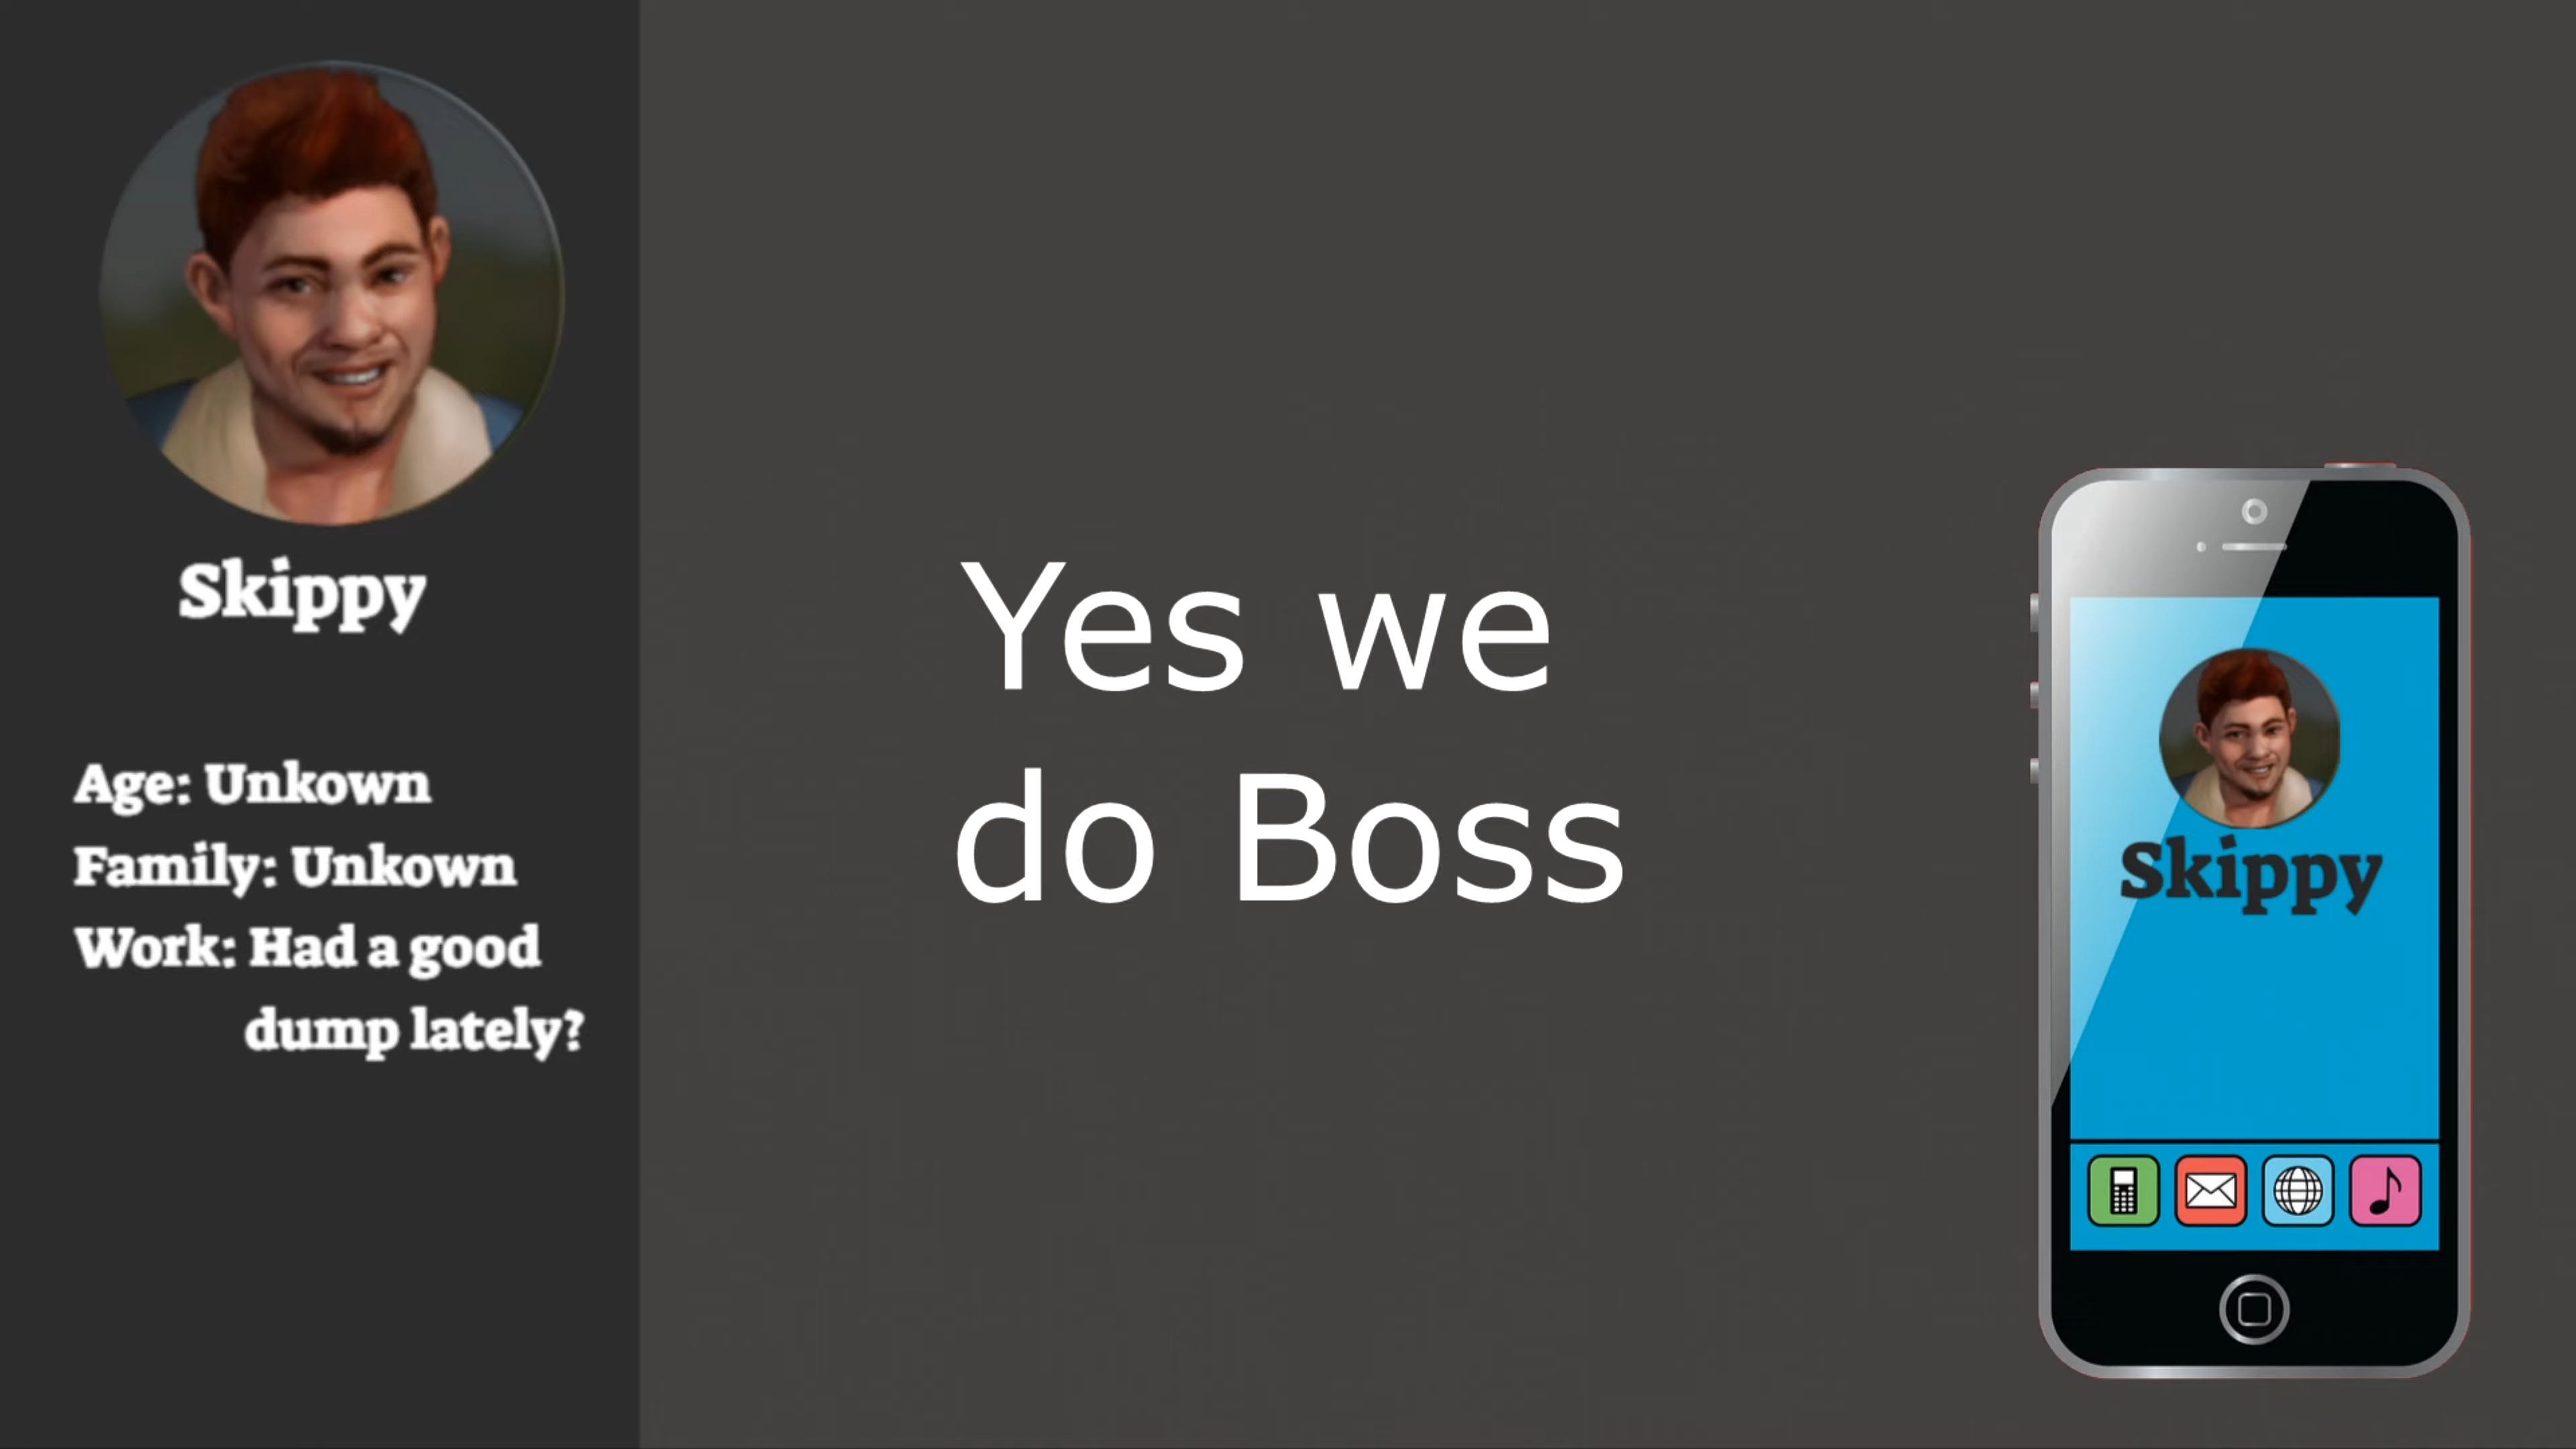 Skippy
Age: Unkown
Family: Unkown
Work: Had a good
dump lately?
Yes we
do Boss
Skippy